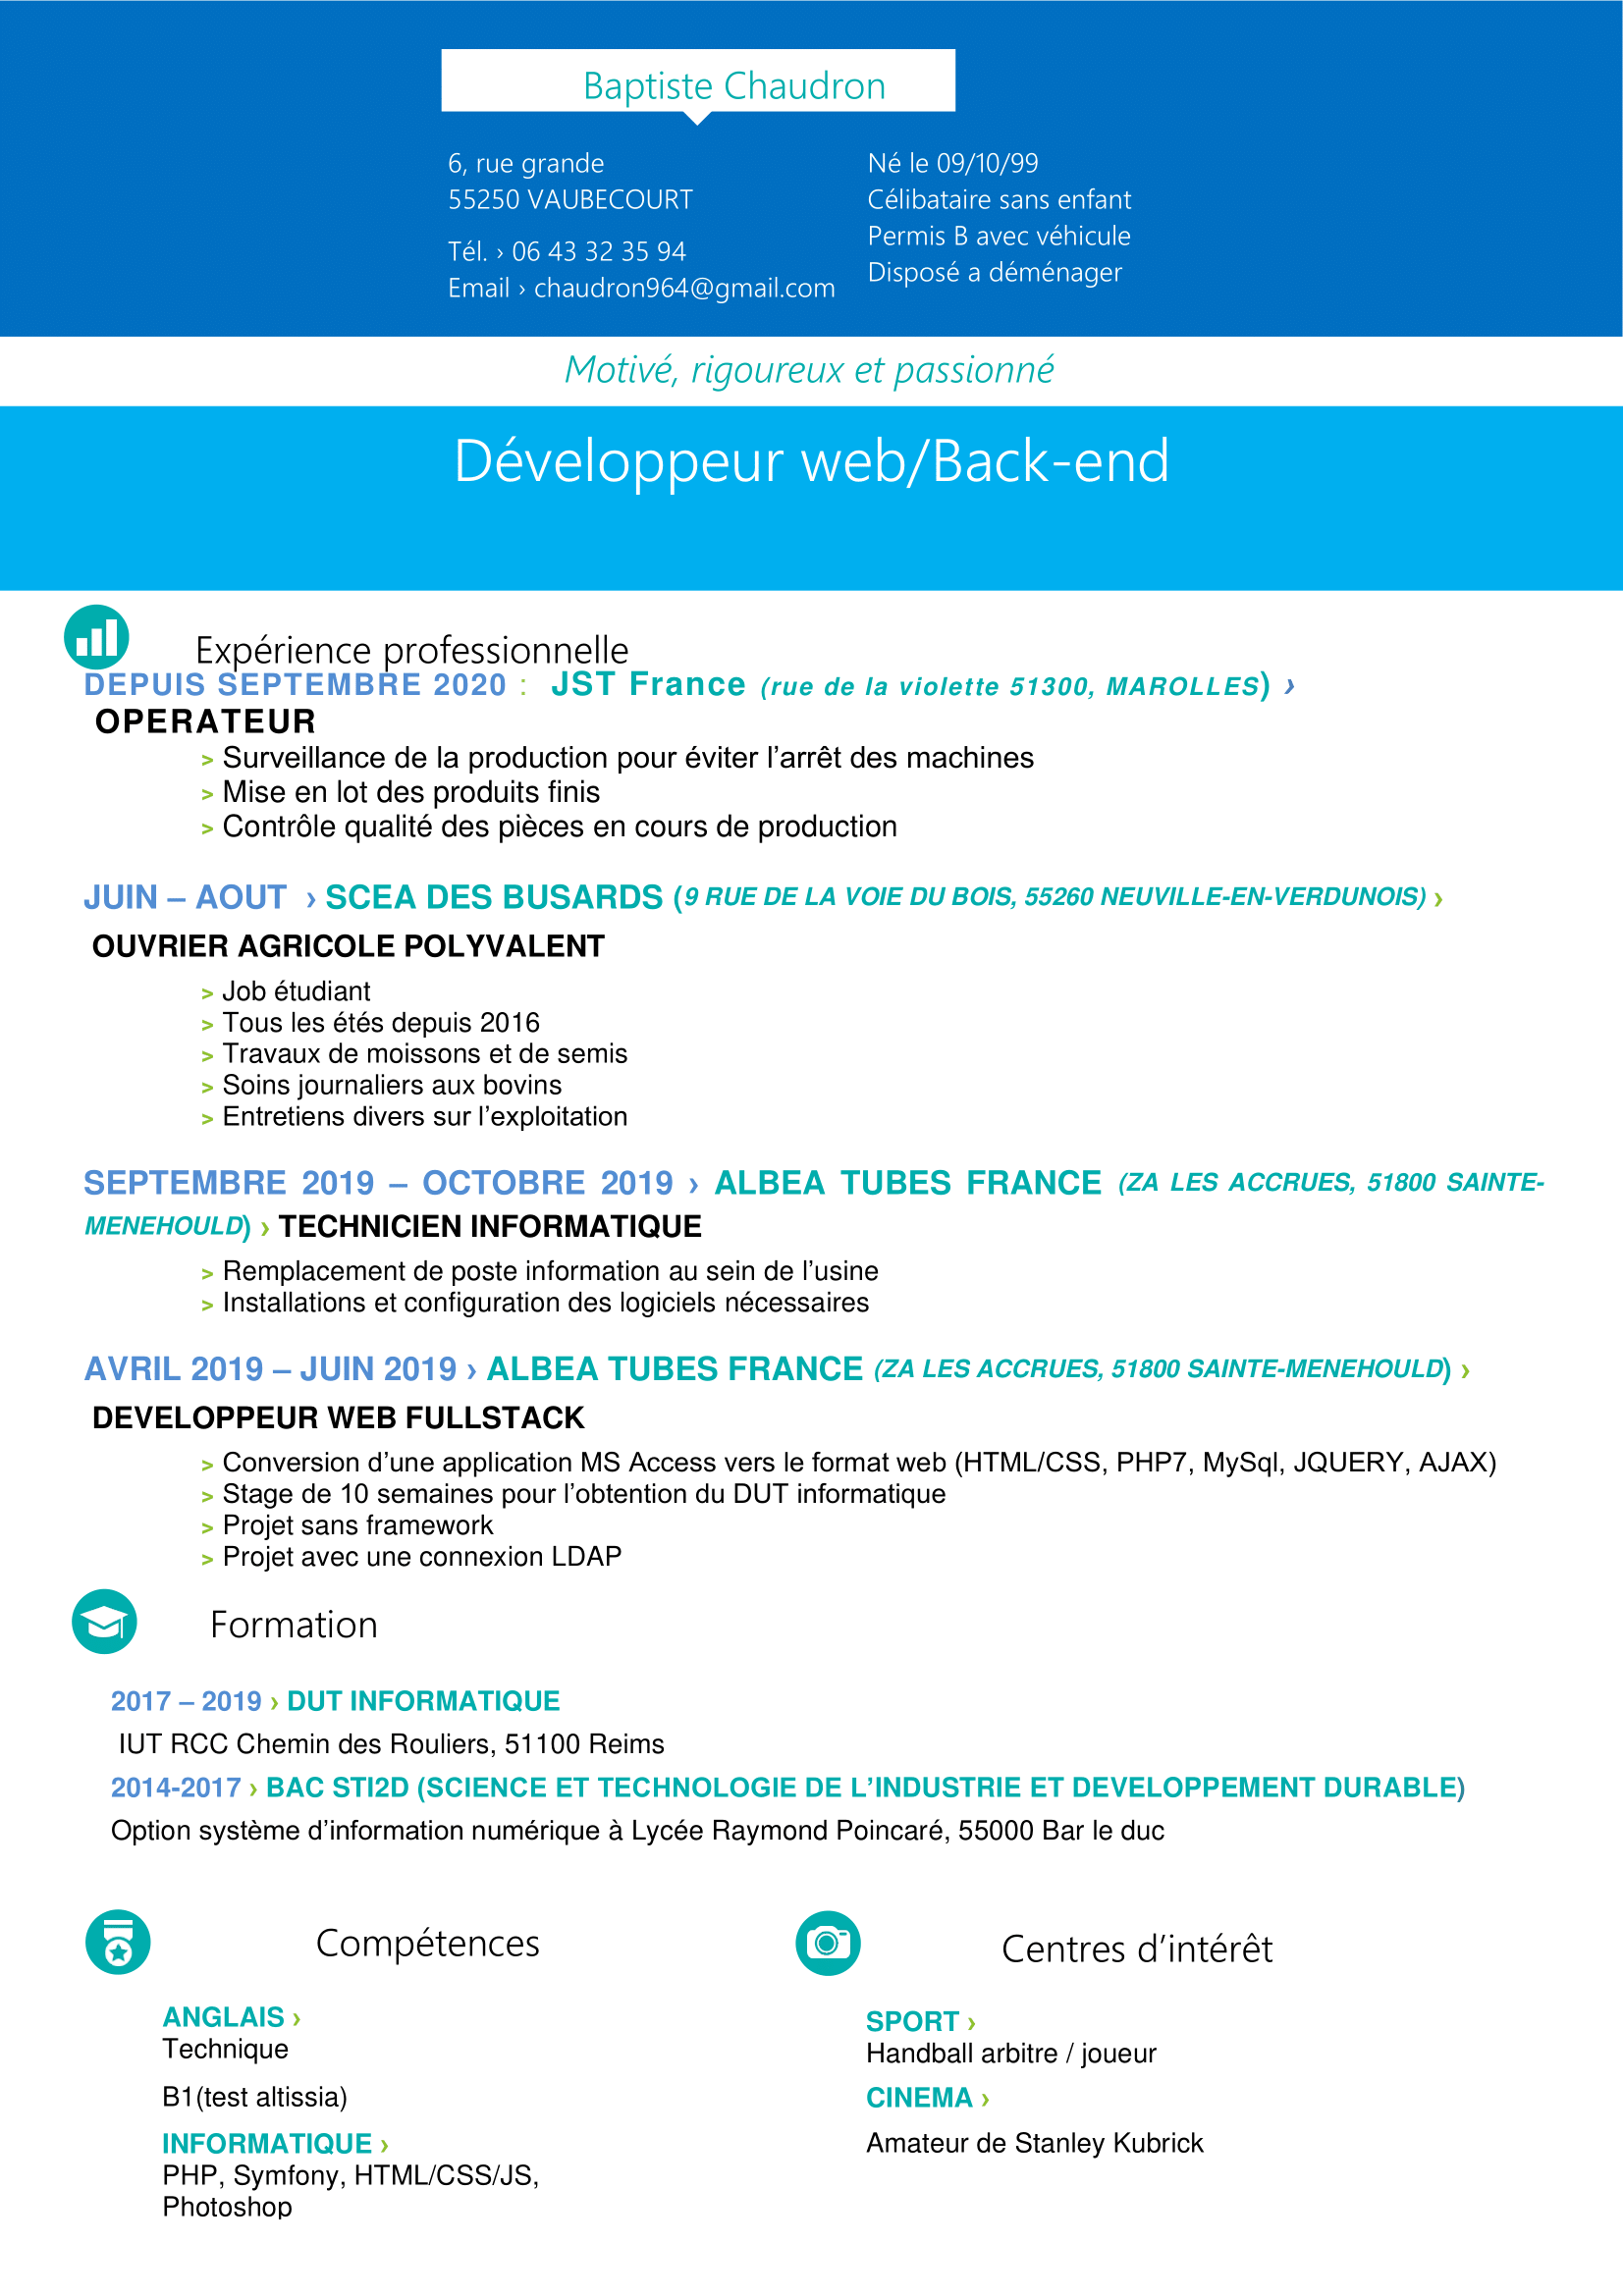 Baptiste Chaudron
6, rue grande
55250 VAUBECOURT
Tél. › 06 43 32 35 94
Email › chaudron964@gmail.com
Né le 09/10/99
Célibataire sans enfant
Permis B avec véhicule
Disposé a déménager
Motivé, rigoureux et passionné
Développeur web/Back-end
Expérience professionnelle
DEPUIS SEPTEMBRE 2020 : JST France (rue de la violette 51300, MAROLLES) ›
OPERATEUR
> Surveillance de la production pour éviter l’arrêt des machines
> Mise en lot des produits finis
> Contrôle qualité des pièces en cours de production
JUIN – AOUT › SCEA DES BUSARDS (9 RUE DE LA VOIE DU BOIS, 55260 NEUVILLE-EN-VERDUNOIS) ›
OUVRIER AGRICOLE POLYVALENT
> Job étudiant
> Tous les étés depuis 2016
> Travaux de moissons et de semis
> Soins journaliers aux bovins
> Entretiens divers sur l’exploitation
SEPTEMBRE 2019 – OCTOBRE 2019 › ALBEA TUBES FRANCE (ZA LES ACCRUES, 51800 SAINTE-
MENEHOULD) › TECHNICIEN INFORMATIQUE
> Remplacement de poste information au sein de l’usine
> Installations et configuration des logiciels nécessaires
AVRIL 2019 – JUIN 2019 › ALBEA TUBES FRANCE (ZA LES ACCRUES, 51800 SAINTE-MENEHOULD) ›
DEVELOPPEUR WEB FULLSTACK
> Conversion d’une application MS Access vers le format web (HTML/CSS, PHP7, MySql, JQUERY, AJAX)
> Stage de 10 semaines pour l’obtention du DUT informatique
> Projet sans framework
> Projet avec une connexion LDAP
Formation
2017 – 2019 › DUT INFORMATIQUE
IUT RCC Chemin des Rouliers, 51100 Reims
2014-2017 › BAC STI2D (SCIENCE ET TECHNOLOGIE DE L’INDUSTRIE ET DEVELOPPEMENT DURABLE)
Option système d’information numérique à Lycée Raymond Poincaré, 55000 Bar le duc
Compétences
ANGLAIS ›
Technique
B1(test altissia)
INFORMATIQUE ›
PHP, Symfony, HTML/CSS/JS,
Photoshop
Centres d’intérêt
SPORT ›
Handball arbitre / joueur
CINEMA ›
Amateur de Stanley Kubrick